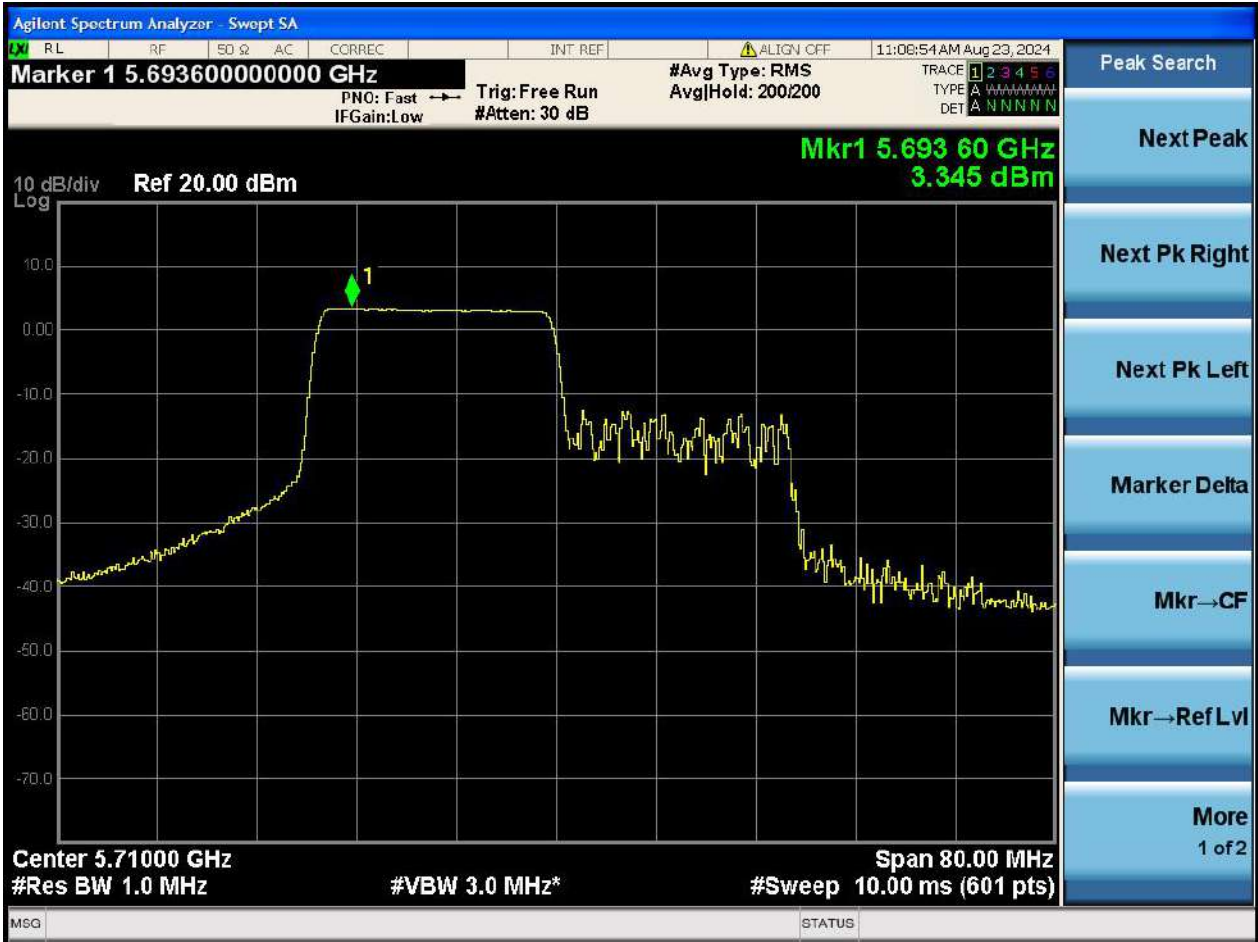 Agilent Spectrum Analyzer - Swept SA
LXI RL RF 50 Ω AC CORREC INT REF ALIGN OFF 11:08:54 AM Aug 23, 2024
Marker 1 5.693600000000 GHz
PNO: Fast
IFGain:Low
Trig: Free Run
#Atten: 30 dB
#Avg Type: RMS
Avg|Hold: 200/200
TRACE 1 2 3 4 5 6
TYPE A WWWWW
DET A N N N N N
Mkr1 5.693 60 GHz
3.345 dBm
10 dB/div Ref 20.00 dBm
Log
10.0
1
0.00
-10.0
-20.0
-30.0
-40.0
-50.0
-60.0
-70.0
Center 5.71000 GHz Span 80.00 MHz
#Res BW 1.0 MHz #VBW 3.0 MHz* #Sweep 10.00 ms (601 pts)
MSG STATUS
Peak Search
Next Peak
Next Pk Right
Next Pk Left
Marker Delta
Mkr→CF
Mkr→Ref Lvl
More
1 of 2